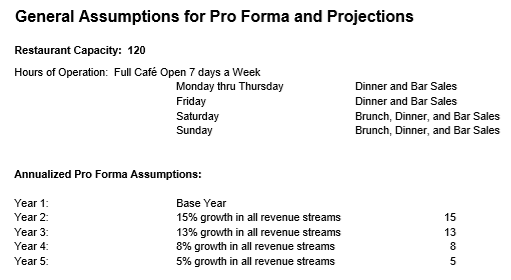 General Assumptions for Pro Forma and Projections
Restaurant Capacity: 120
Hours of Operation: Full Café Open 7 days a Week
Monday thru Thursday Dinner and Bar Sales
Friday Dinner and Bar Sales
Saturday Brunch, Dinner, and Bar Sales
Sunday Brunch, Dinner, and Bar Sales
Annualized Pro Forma Assumptions:
Year 1: Base Year
Year 2: 15% growth in all revenue streams 15
Year 3: 13% growth in all revenue streams 13
Year 4: 8% growth in all revenue streams 8
Year 5: 5% growth in all revenue streams 5